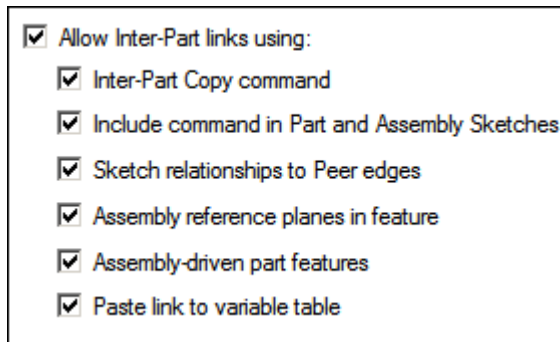 Allow Inter-Part links using:
Inter-Part Copy command
Include command in Part and Assembly Sketches
Sketch relationships to Peer edges
Assembly reference planes in feature
Assembly-driven part features
Paste link to variable table